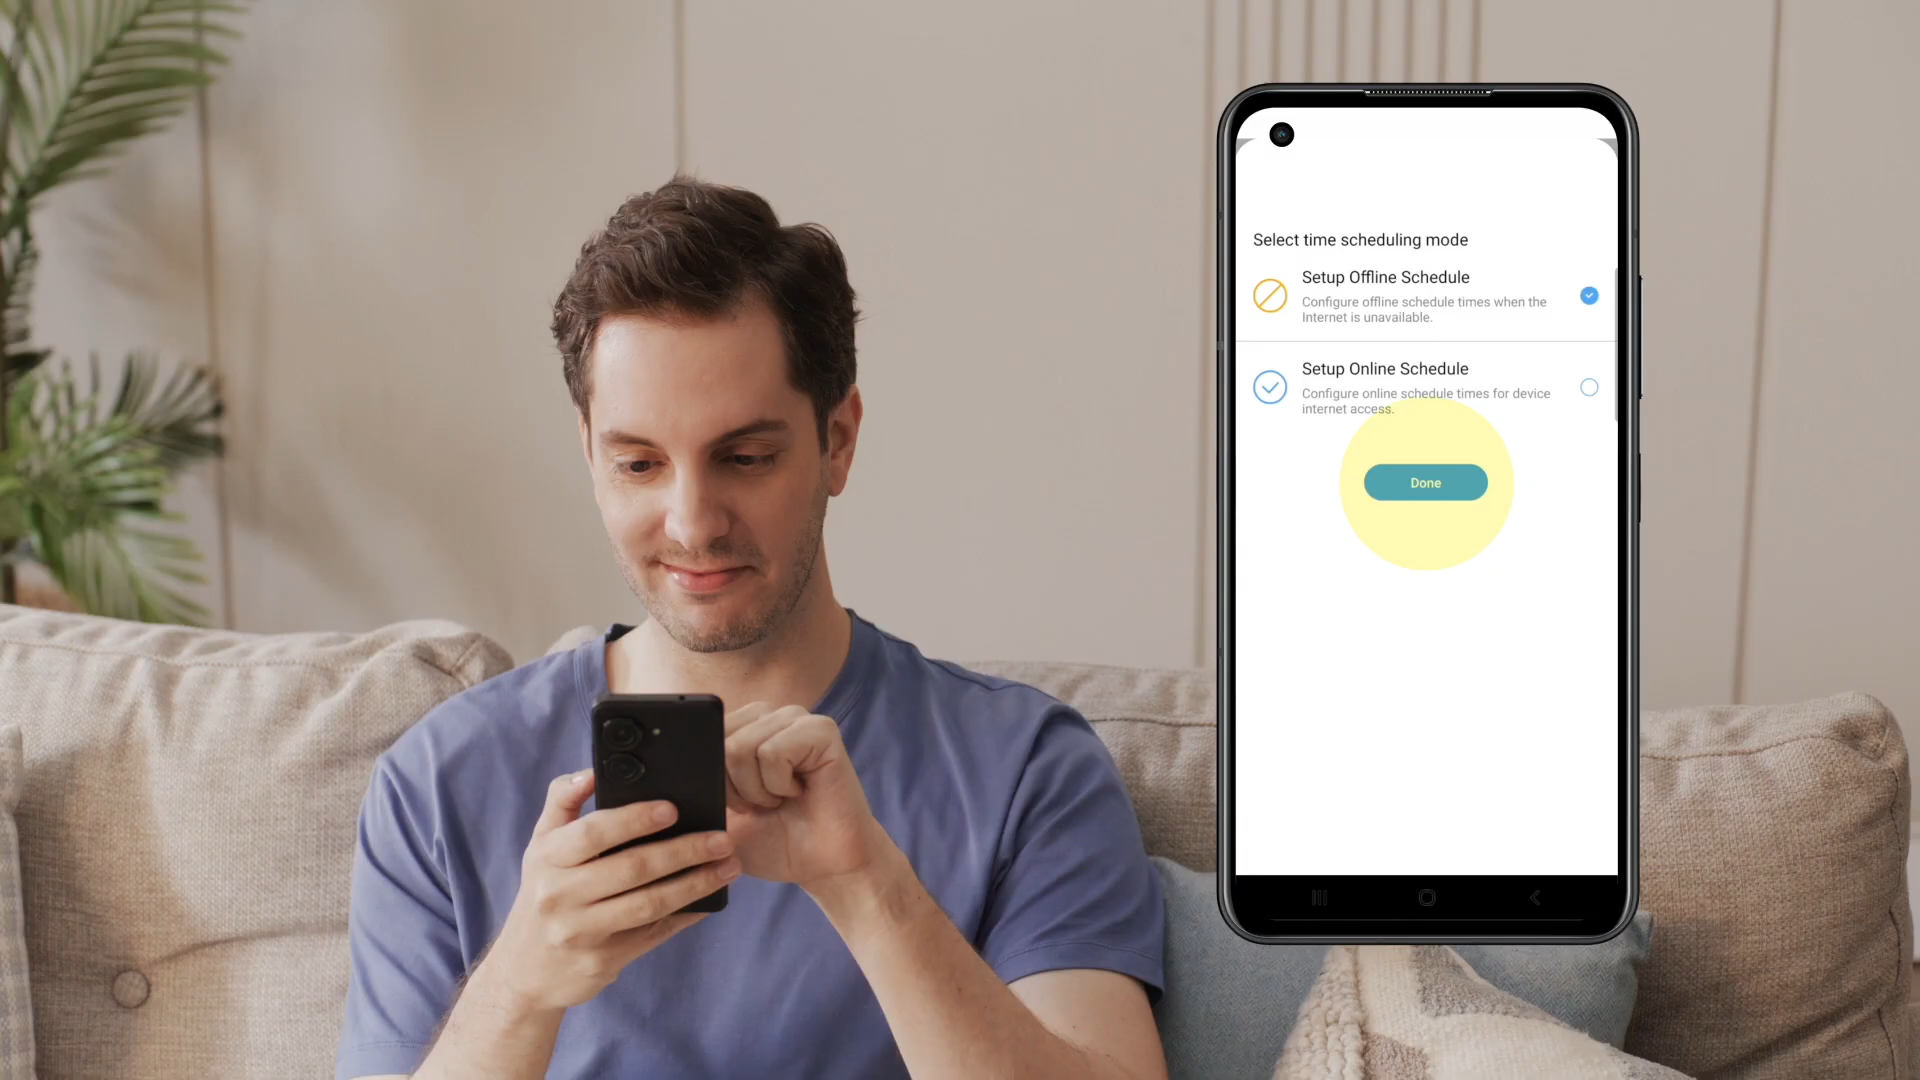 Select time scheduling mode
Setup Offline Schedule
Configure offline schedule times when the
Internet is unavailable.
Setup Online Schedule
Configure online schedule times for device
internet access.
Done